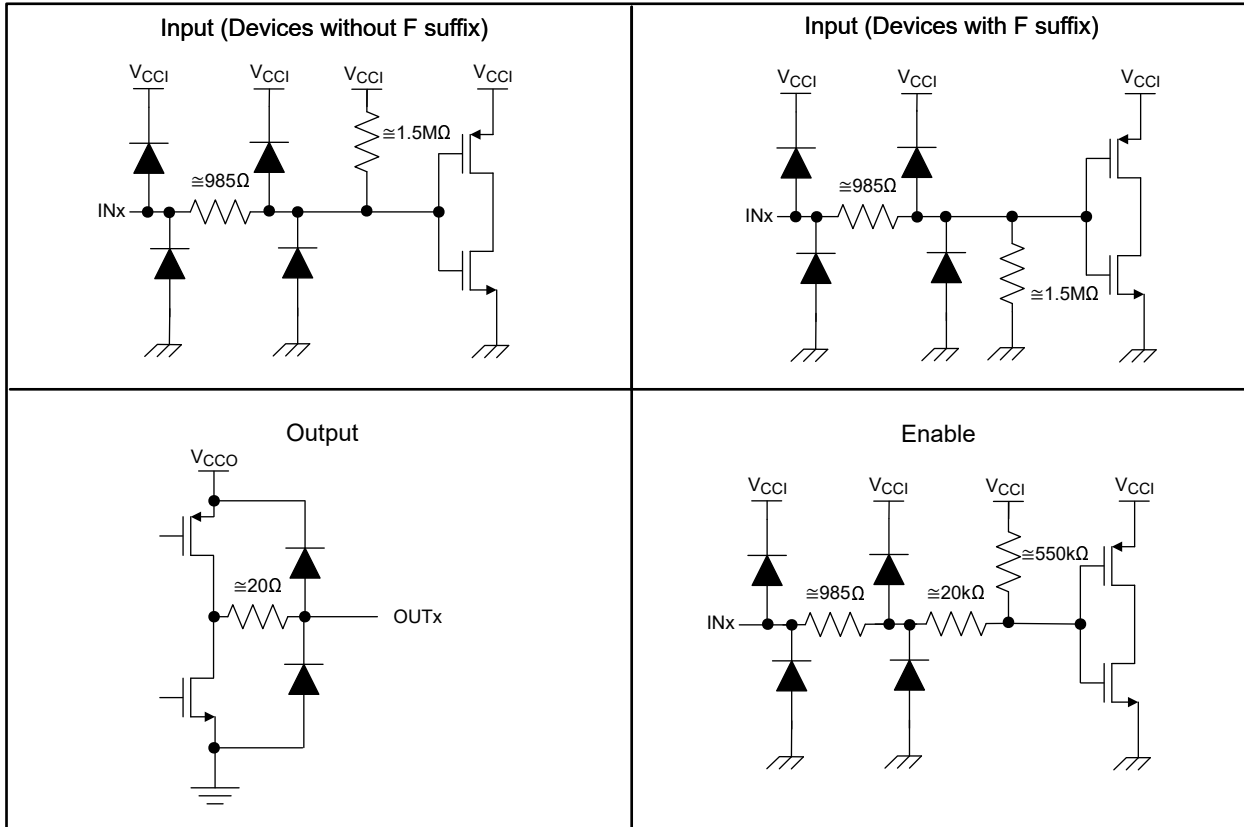 Input (Devices without F suffix)
VCCI
VCCI
VCCI
VCCI
≅1.5MΩ
≅985Ω
INx
Input (Devices with F suffix)
VCCI
VCCI
VCCI
≅985Ω
INx
≅1.5MΩ
Output
VCCO
≅20Ω
OUTx
Enable
VCCI
VCCI
VCCI
VCCI
≅550kΩ
≅985Ω
≅20kΩ
INx